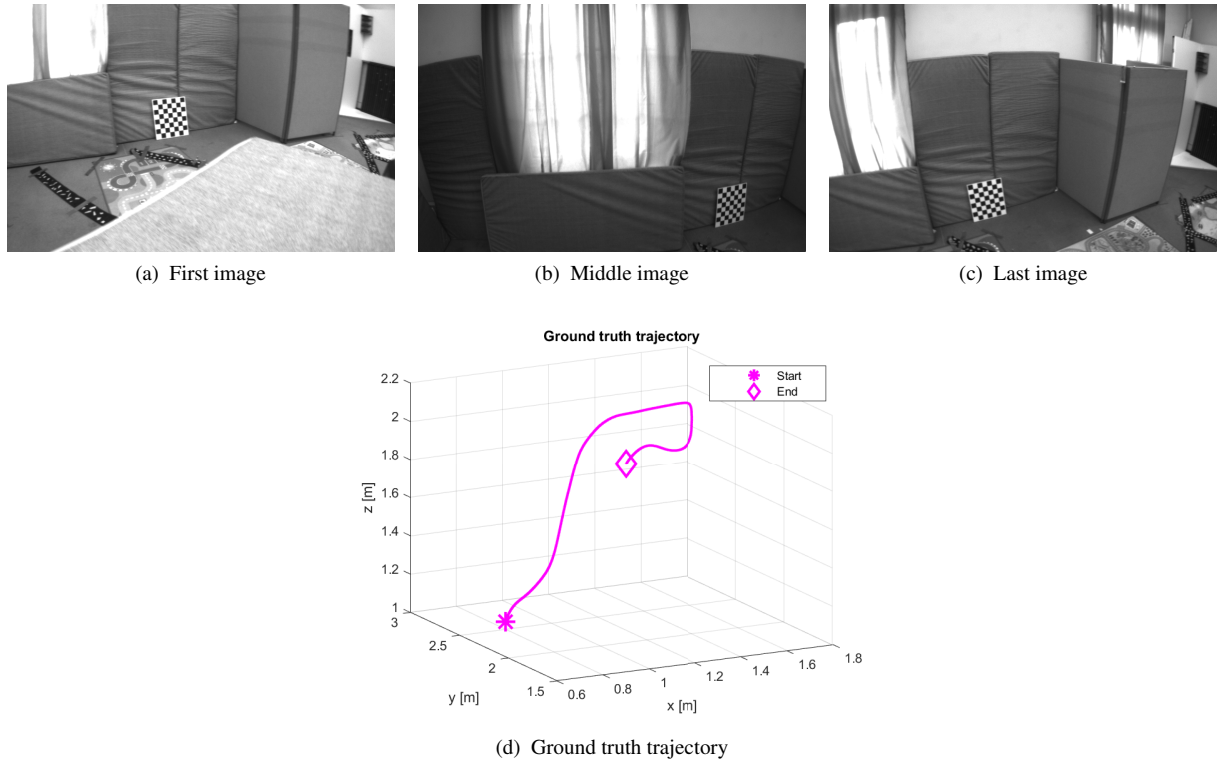 (a) First image
(b) Middle image
(c) Last image
Ground truth trajectory
Start
End
2.2
2
1.8
1.6
1.4
1.2
1
z [m]
3
2.5
2
1.5
y [m]
0.6
0.8
1
1.2
1.4
1.6
1.8
x [m]
(d) Ground truth trajectory